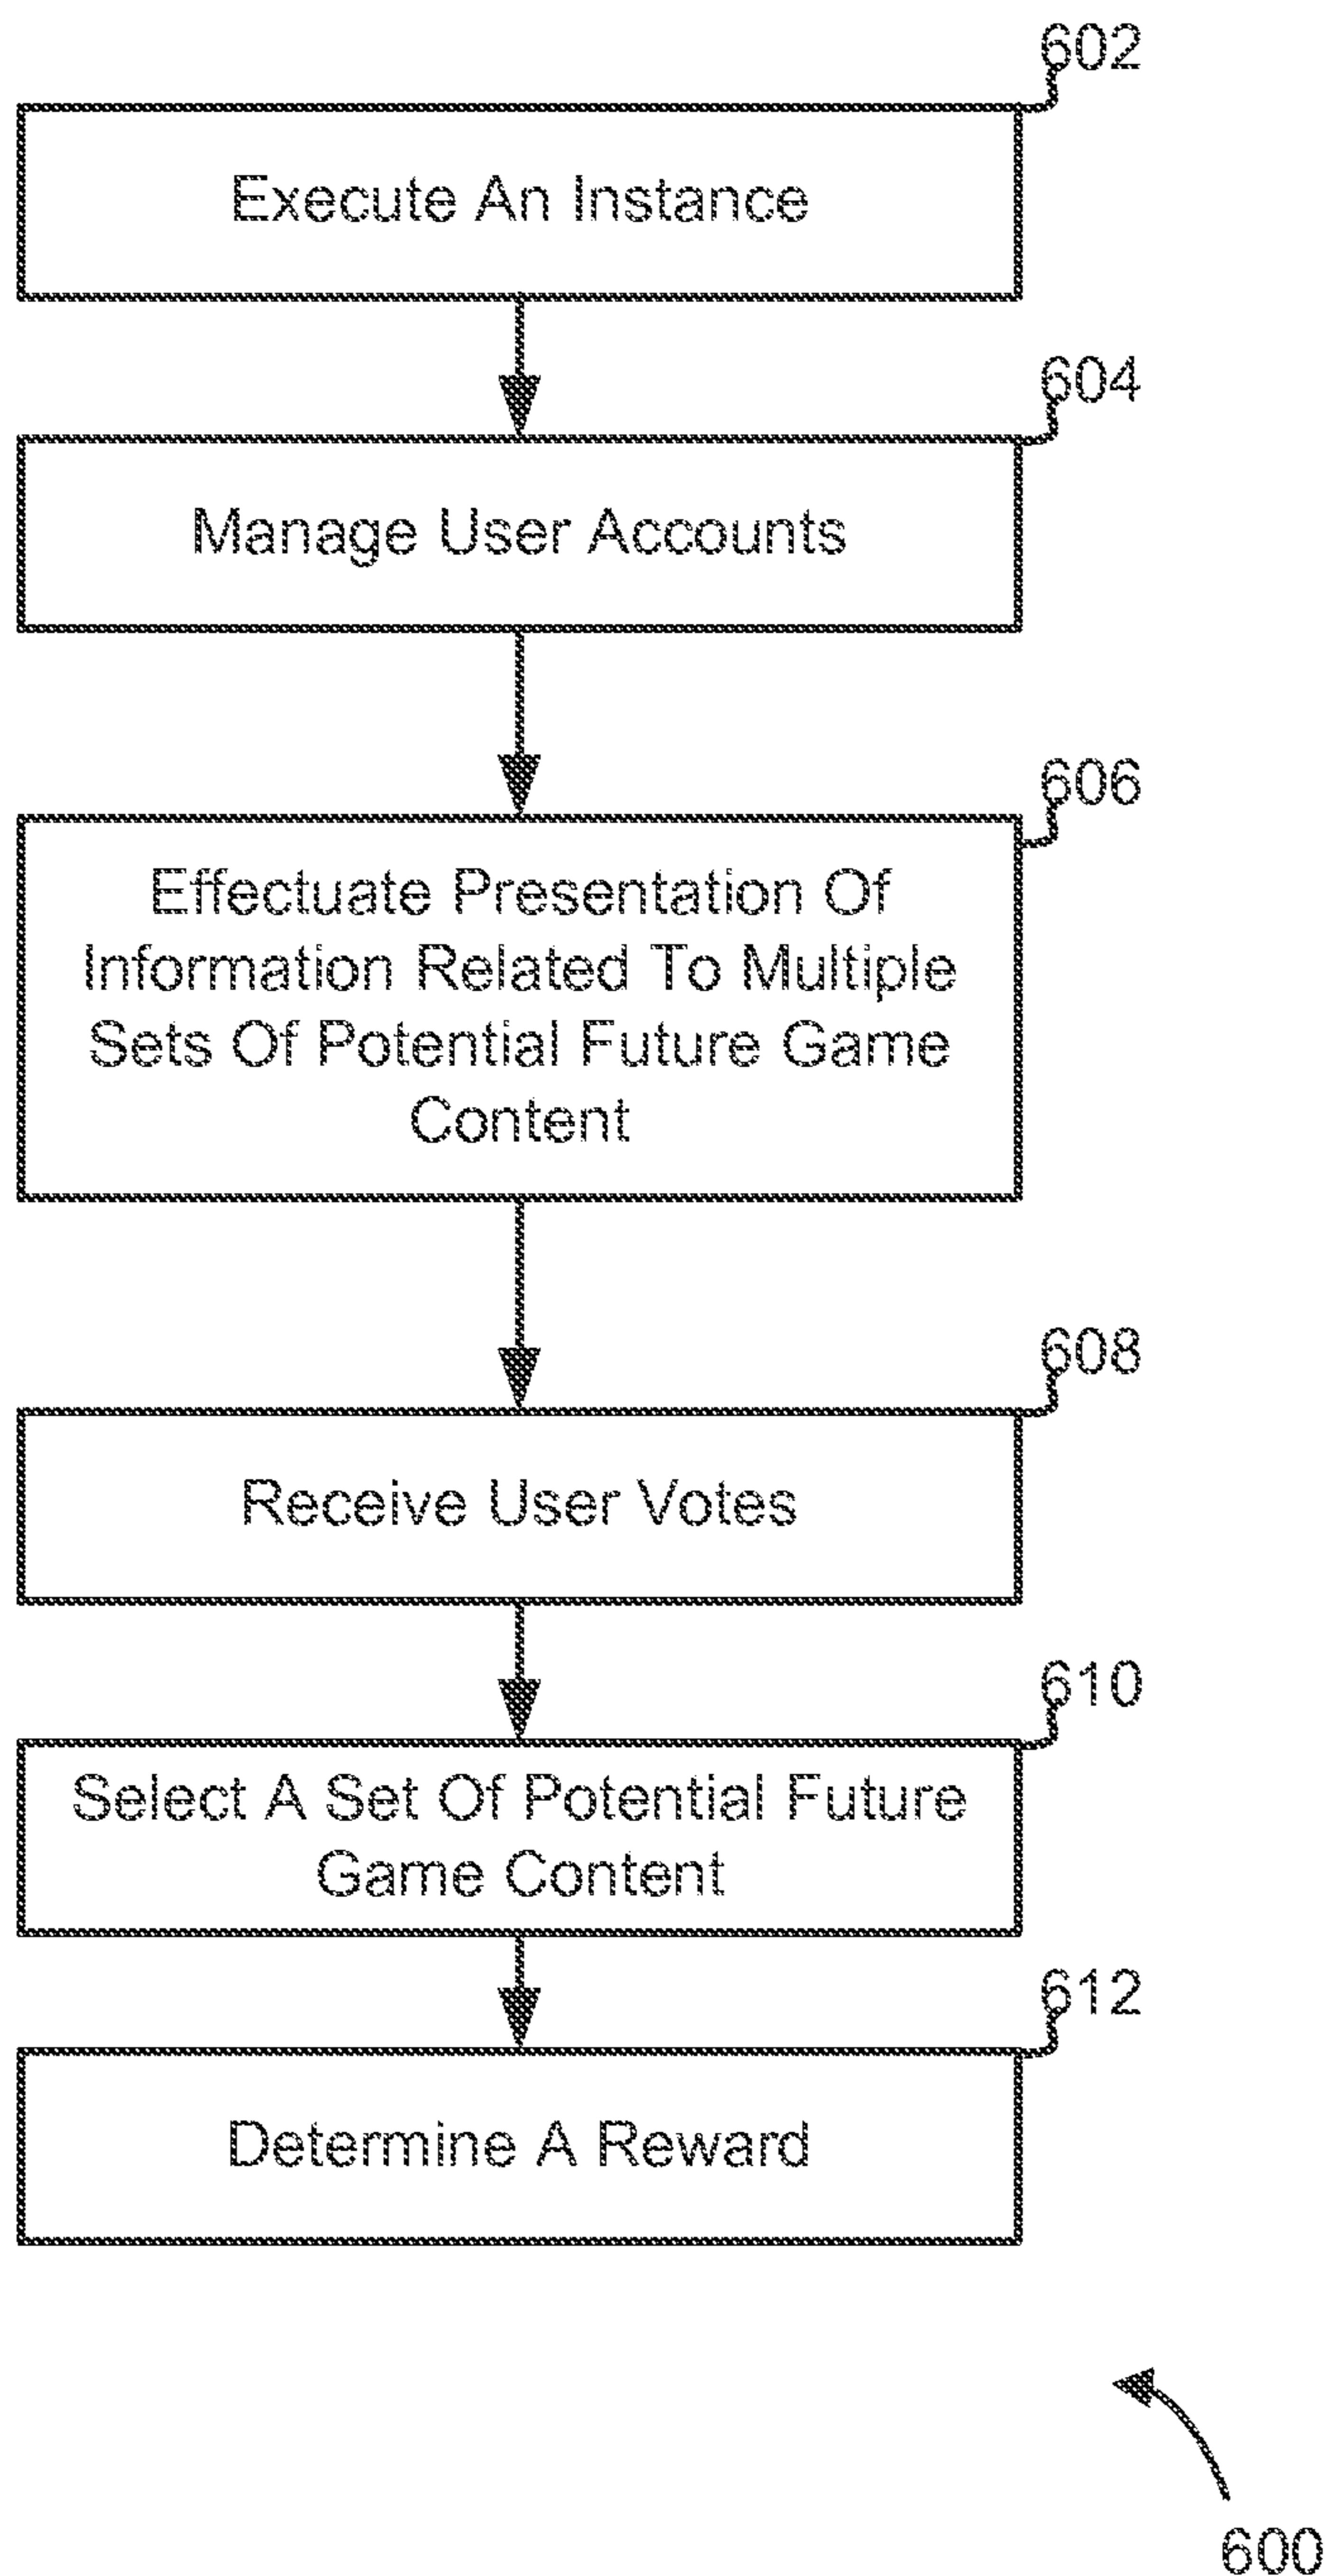 602
Execute An Instance
604
Manage User Accounts
606
Effectuate Presentation Of
Information Related To Multiple
Sets Of Potential Future Game
Content
608
Receive User Votes
610
Select A Set Of Potential Future
Game Content
612
Determine A Reward
600